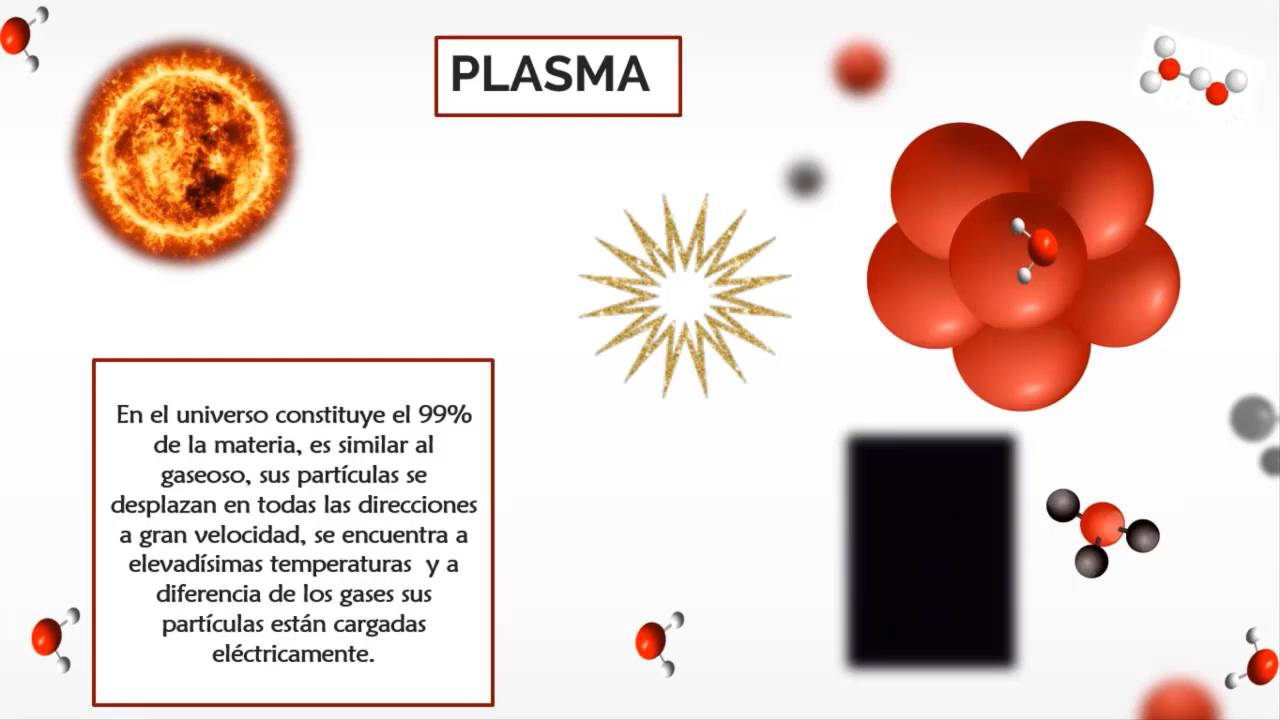 PLASMA
En el universo constituye el 99%
de la materia, es similar al
gaseoso, sus partículas se
desplazan en todas las direcciones
a gran velocidad, se encuentra a
elevadísimas temperaturas  y a
diferencia de los gases sus
partículas están cargadas
eléctricamente.